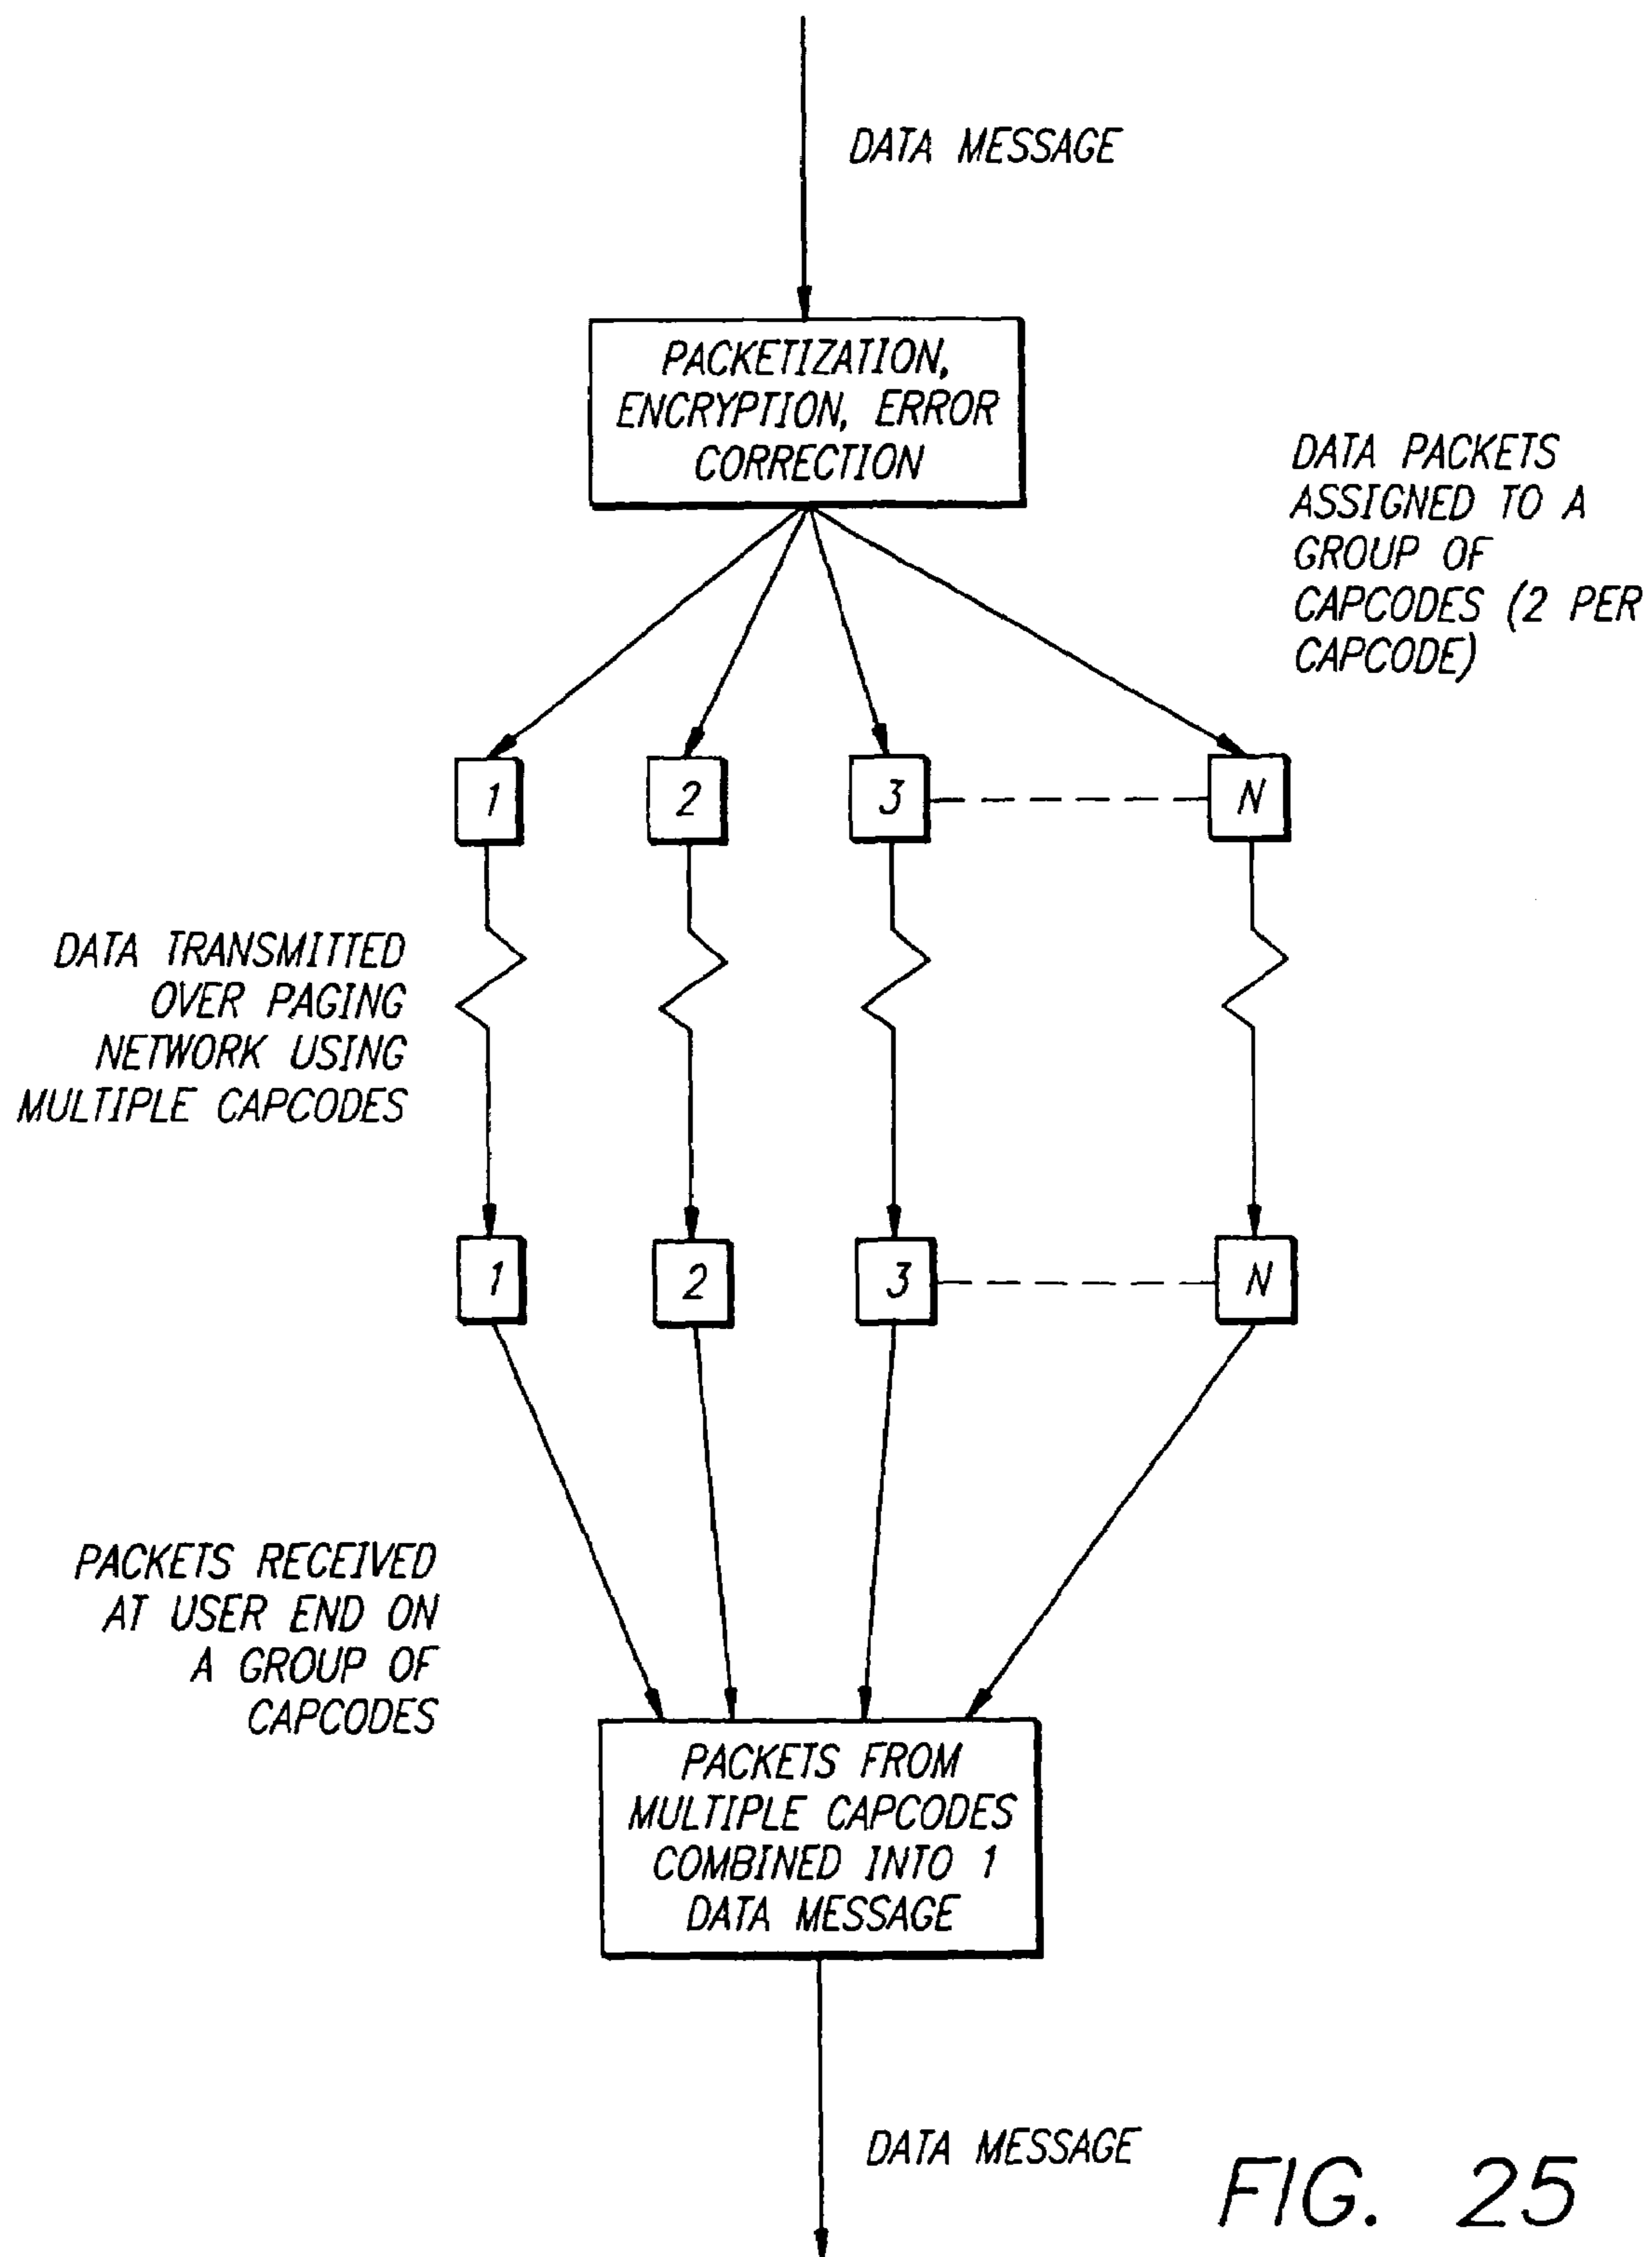 DATA MESSAGE
PACKETIZATION,
ENCRYPTION, ERROR
CORRECTION
DATA PACKETS
ASSIGNED TO A
GROUP OF
CAPCODES (2 PER
CAPCODE)
1
2
3
N
DATA TRANSMITTED
OVER PAGING
NETWORK USING
MULTIPLE CAPCODES
1
2
3
N
PACKETS RECEIVED
AT USER END ON
A GROUP OF
CAPCODES
PACKETS FROM
MULTIPLE CAPCODES
COMBINED INTO 1
DATA MESSAGE
DATA MESSAGE
FIG. 25